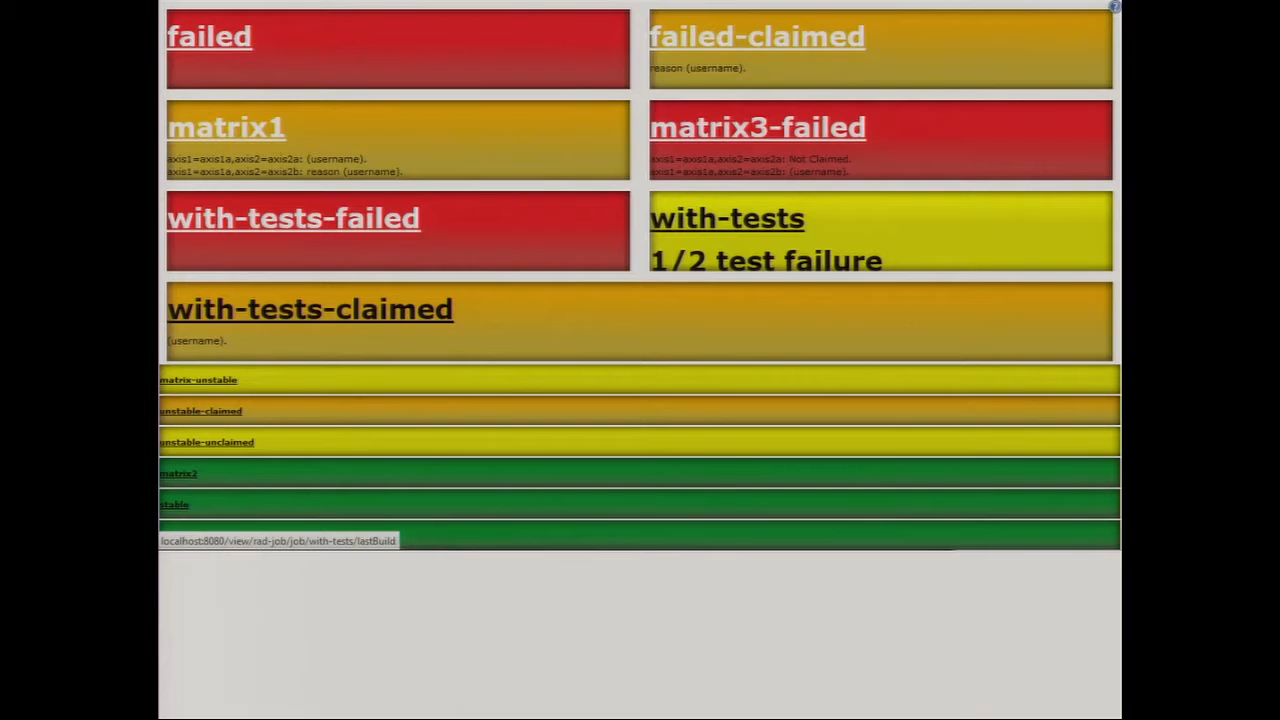 failed
failed-claimed
reason (username).
matrix1
axis1=axis1a,axis2=axis2a: (username).
axis1=axis1a,axis2=axis2b: reason (username).
matrix3-failed
axis1=axis1a,axis2=axis2a: Not Claimed.
axis1=axis1a,axis2=axis2b: (username).
with-tests-failed
with-tests
1/2 test failure
with-tests-claimed
(username).
matrix-unstable
unstable-claimed
unstable-unclaimed
matrix2
stable
localhost:8080/view/rad-job/job/with-tests/lastBuild
?